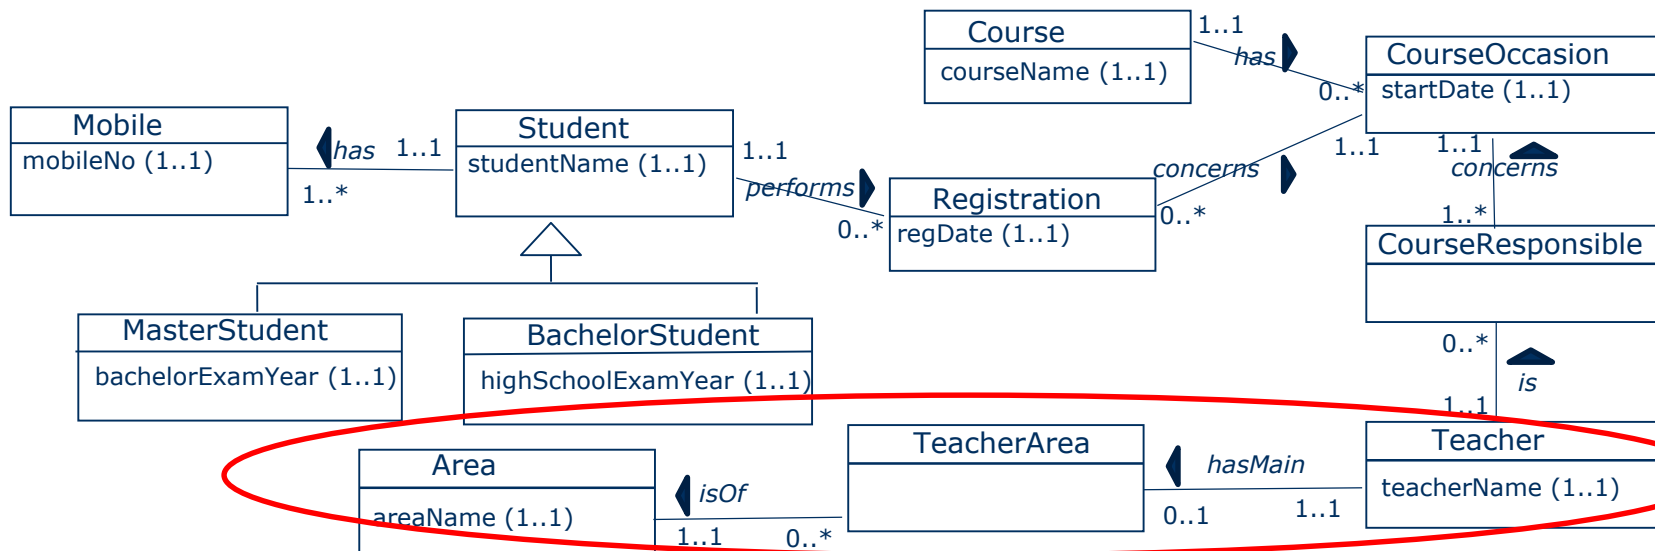 Course
courseName (1..1)
1..1
has
0..*
CourseOccasion
startDate (1..1)
Mobile
mobileNo (1..1)
has
1..1
1..*
Student
studentName (1..1)
1..1
performs
0..*
Registration
regDate (1..1)
concerns
0..*
1..1
1..1
concerns
1..*
CourseResponsible
MasterStudent
bachelorExamYear (1..1)
BachelorStudent
highSchoolExamYear (1..1)
0..*
is
1..1
Area
areaName (1..1)
isOf
1..1
0..*
TeacherArea
hasMain
0..1
1..1
Teacher
teacherName (1..1)